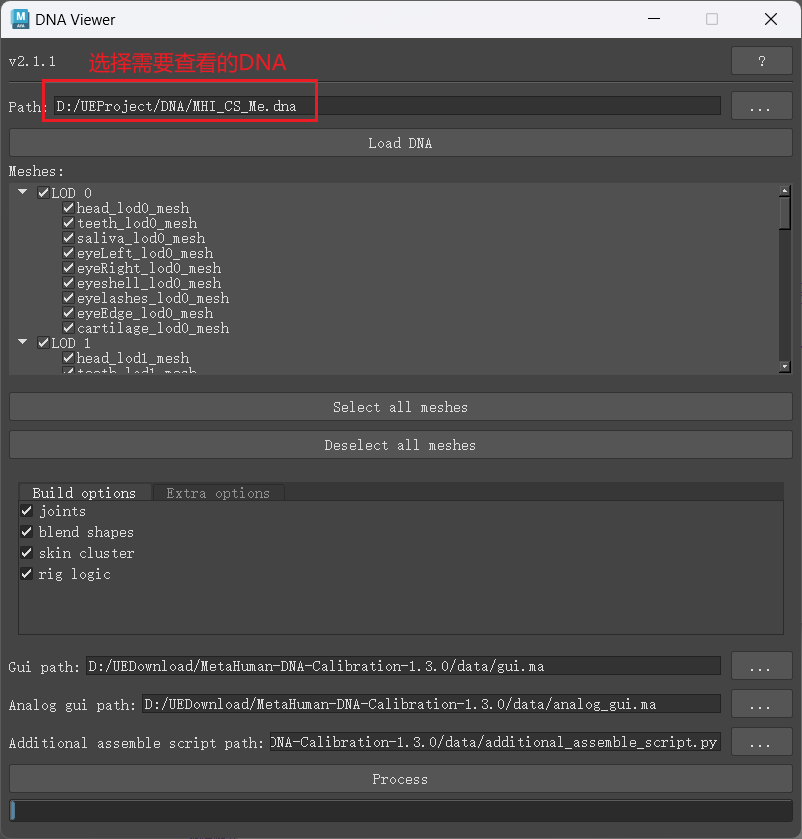 DNA Viewer
v2.1.1
选择需要查看的DNA
?
Path: D:/UEProject/DNA/MHI_CS_Me.dna ...
Load DNA
Meshes:
LOD 0
head_lod0_mesh
teeth_lod0_mesh
saliva_lod0_mesh
eyeLeft_lod0_mesh
eyeRight_lod0_mesh
eyeshell_lod0_mesh
eyelashes_lod0_mesh
eyeEdge_lod0_mesh
cartilage_lod0_mesh
LOD 1
head_lod1_mesh
teeth_lod1_mesh
Select all meshes
Deselect all meshes
Build options Extra options
joints
blend shapes
skin cluster
rig logic
Gui path: D:/UEDownload/MetaHuman-DNA-Calibration-1.3.0/data/gui.ma ...
Analog gui path: D:/UEDownload/MetaHuman-DNA-Calibration-1.3.0/data/analog_gui.ma ...
Additional assemble script path: DNA-Calibration-1.3.0/data/additional_assemble_script.py ...
Process